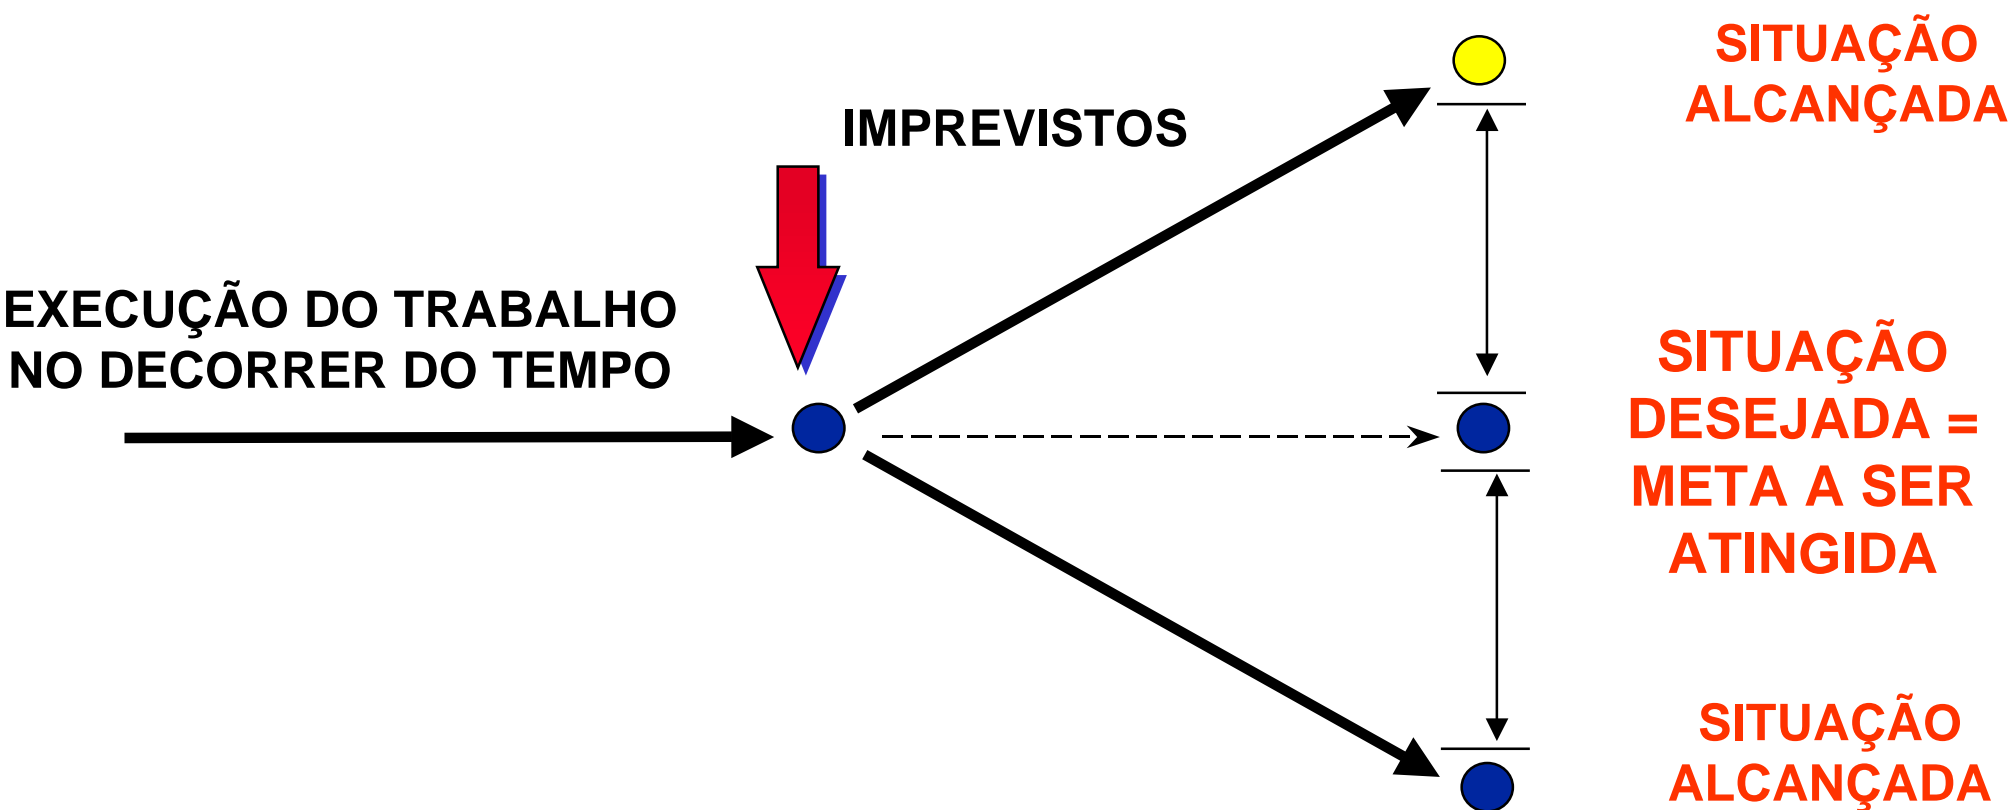 SITUAÇÃO
ALCANÇADA
IMPREVISTOS
EXECUÇÃO DO TRABALHO
NO DECORRER DO TEMPO
SITUAÇÃO
DESEJADA =
META A SER
ATINGIDA
SITUAÇÃO
ALCANÇADA